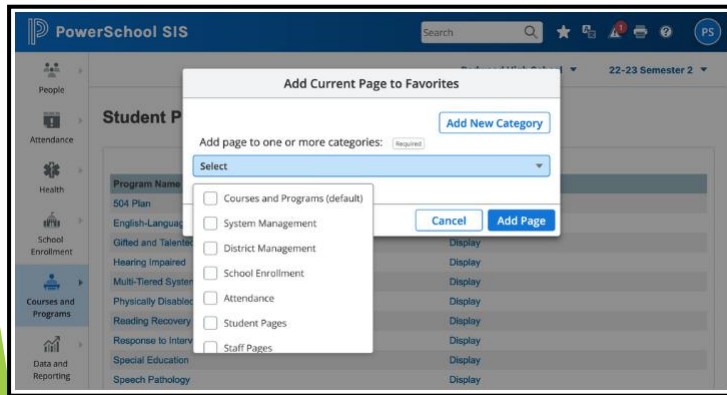 PowerSchool SIS
Search
PS
People
22-23 Semester 2
Add Current Page to Favorites
Student P
Add New Category
Attendance
Add page to one or more categories: Required
Select
Health
Program Name
Courses and Programs (default)
504 Plan
System Management
Cancel
Add Page
English-Languag
School
Enrollment
District Management
Gifted and Talented
Display
Hearing Impaired
Display
School Enrollment
Multi-Tiered System
Display
Courses and
Programs
Attendance
Physically Disabled
Display
Student Pages
Reading Recovery
Display
Response to Interv
Display
Staff Pages
Data and
Reporting
Special Education
Display
Speech Pathology
Display